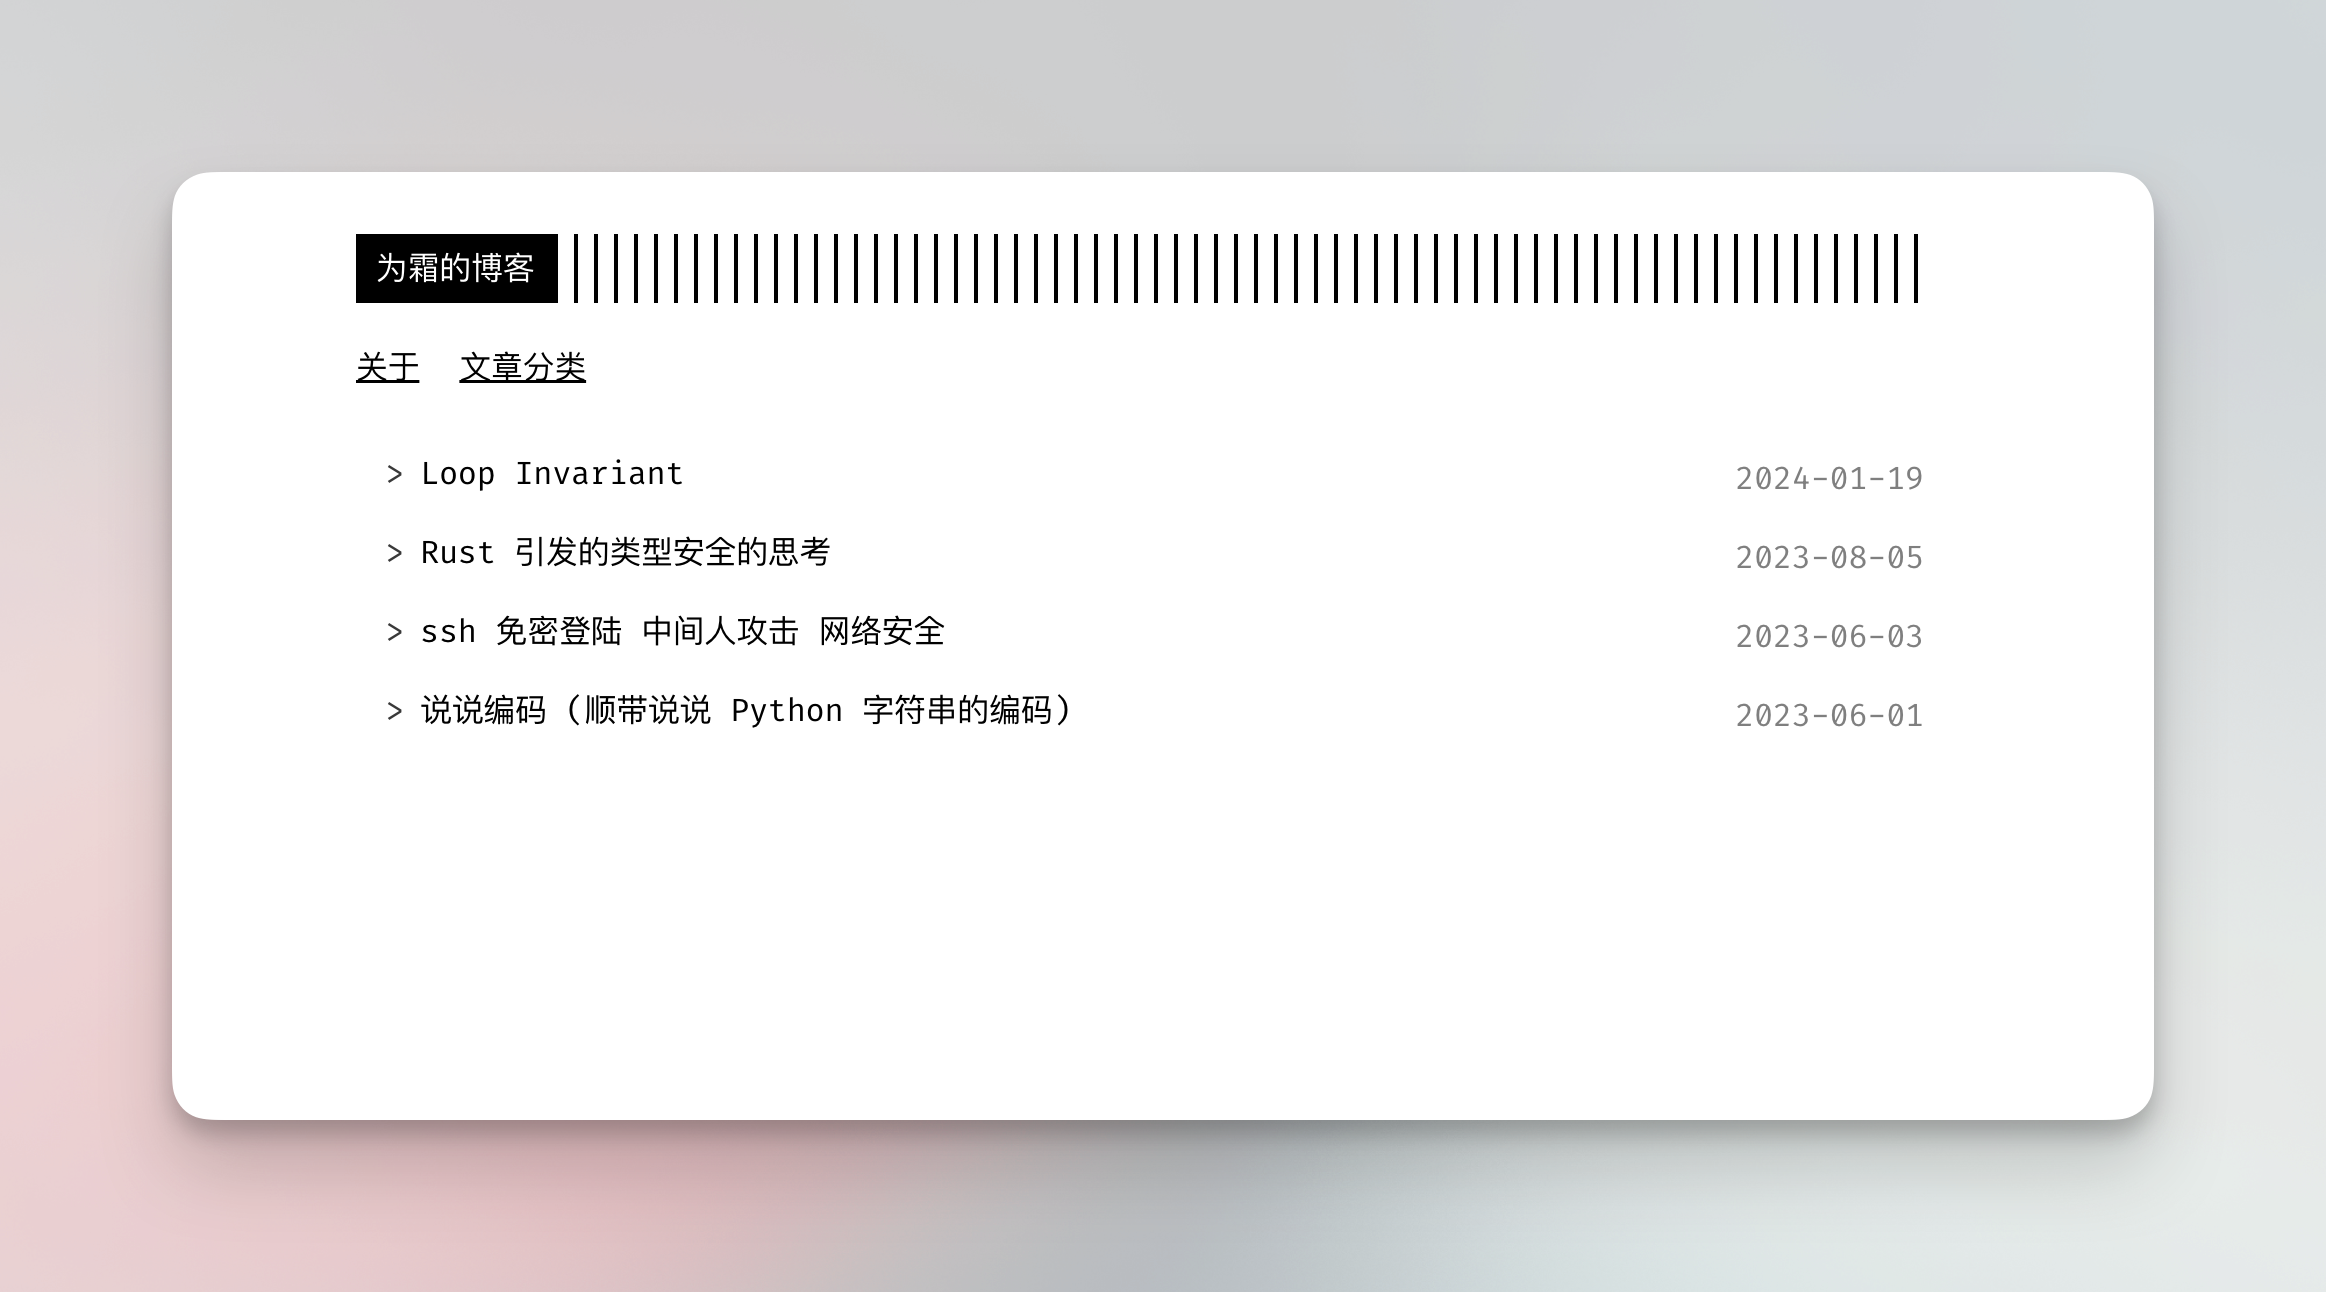 为霜的博客
关于 文章分类
> Loop Invariant 2024-01-19
> Rust 引发的类型安全的思考 2023-08-05
> ssh 免密登陆 中间人攻击 网络安全 2023-06-03
> 说说编码（顺带说说 Python 字符串的编码） 2023-06-01